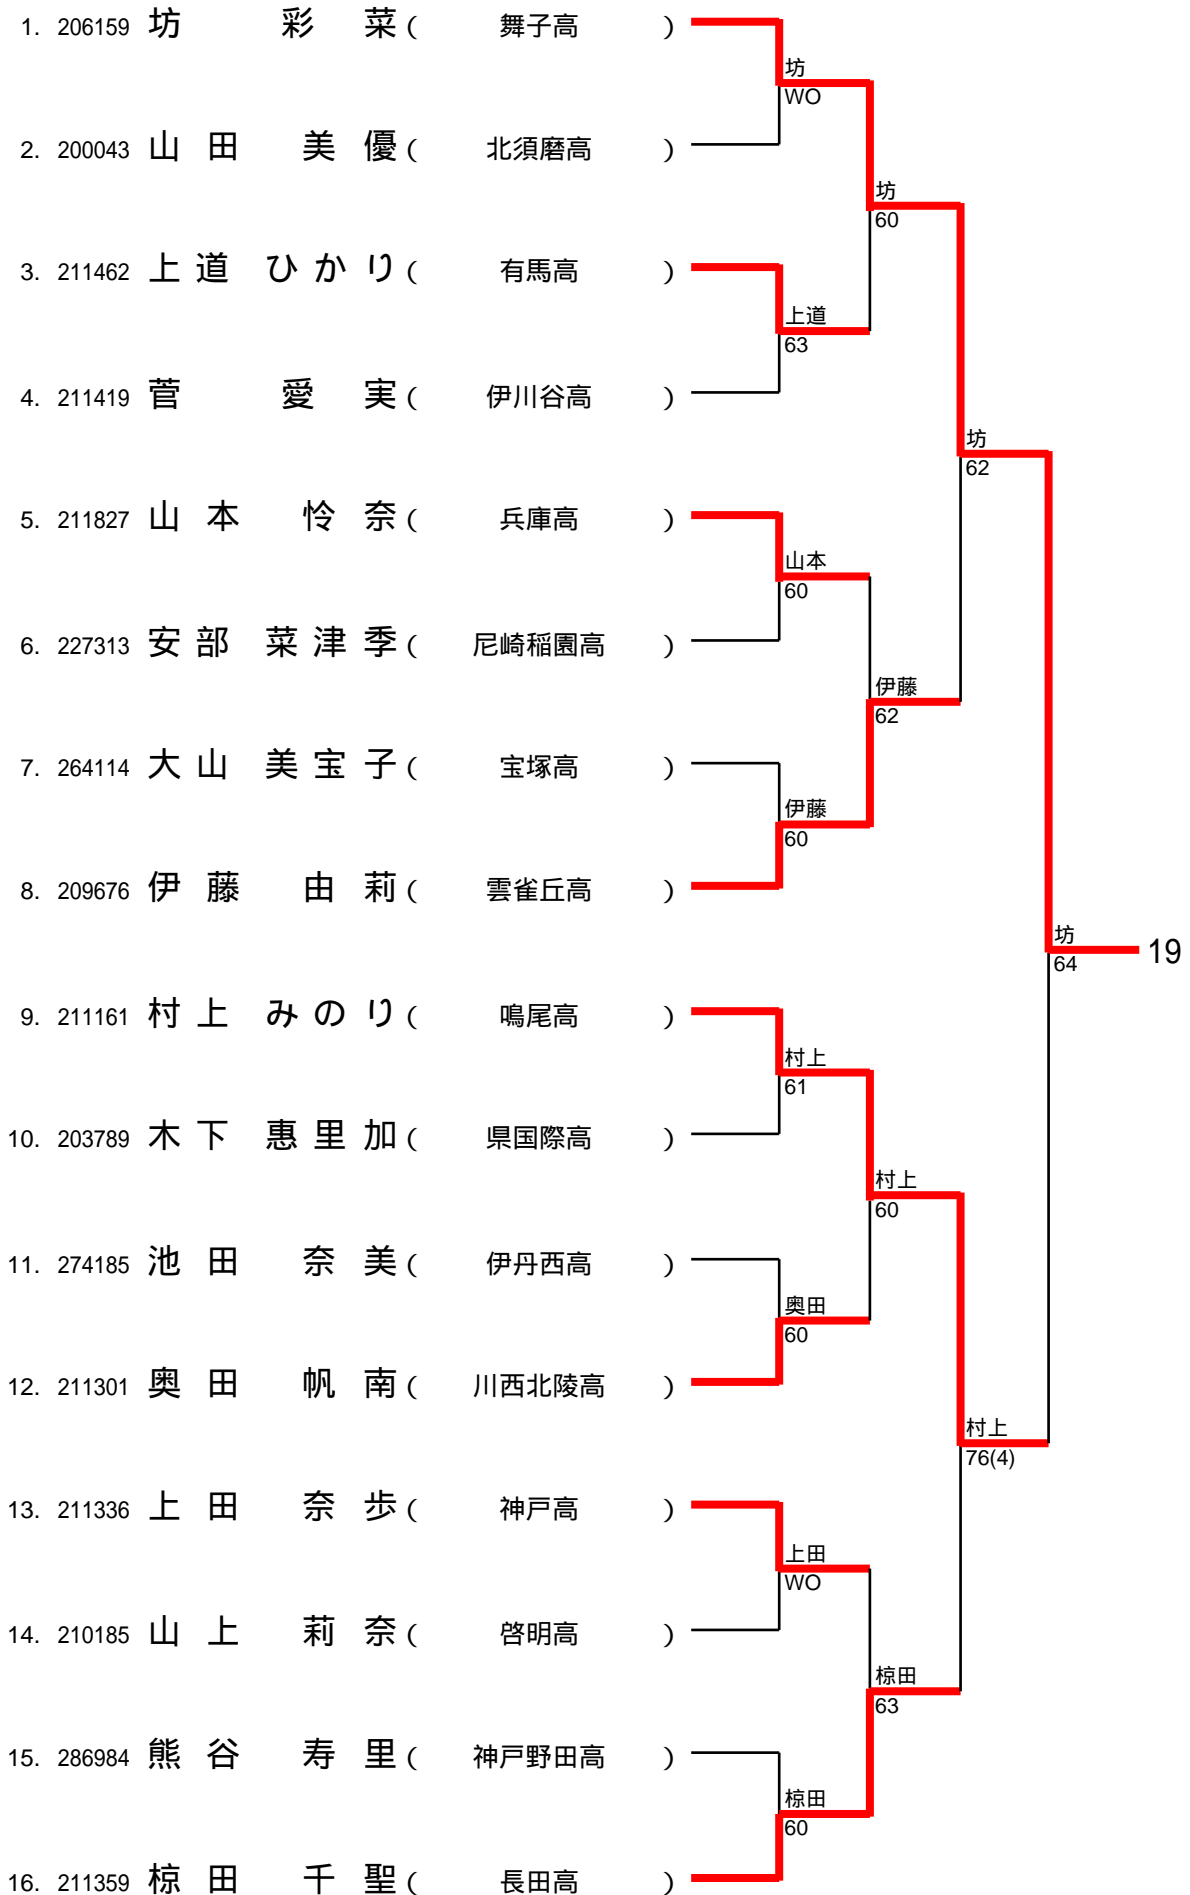 1. 206159 坊 彩 菜 ( 舞子高 )
坊
WO
2. 200043 山 田 美 優 ( 北須磨高 )
坊
60
3. 211462 上 道 ひ か り ( 有馬高 )
上道
63
4. 211419 菅 愛 実 ( 伊川谷高 )
坊
62
5. 211827 山 本 怜 奈 ( 兵庫高 )
山本
60
6. 227313 安 部 菜 津 季 ( 尼崎稲園高 )
伊藤
62
7. 264114 大 山 美 宝 子 ( 宝塚高 )
伊藤
60
8. 209676 伊 藤 由 莉 ( 雲雀丘高 )
坊
64
19
9. 211161 村 上 み の り ( 鳴尾高 )
村上
61
10. 203789 木 下 惠 里 加 ( 県国際高 )
村上
60
11. 274185 池 田 奈 美 ( 伊丹西高 )
奥田
60
12. 211301 奥 田 帆 南 ( 川西北陵高 )
村上
76(4)
13. 211336 上 田 奈 歩 ( 神戸高 )
上田
WO
14. 210185 山 上 莉 奈 ( 啓明高 )
椋田
63
15. 286984 熊 谷 寿 里 ( 神戸野田高 )
椋田
60
16. 211359 椋 田 千 聖 ( 長田高 )